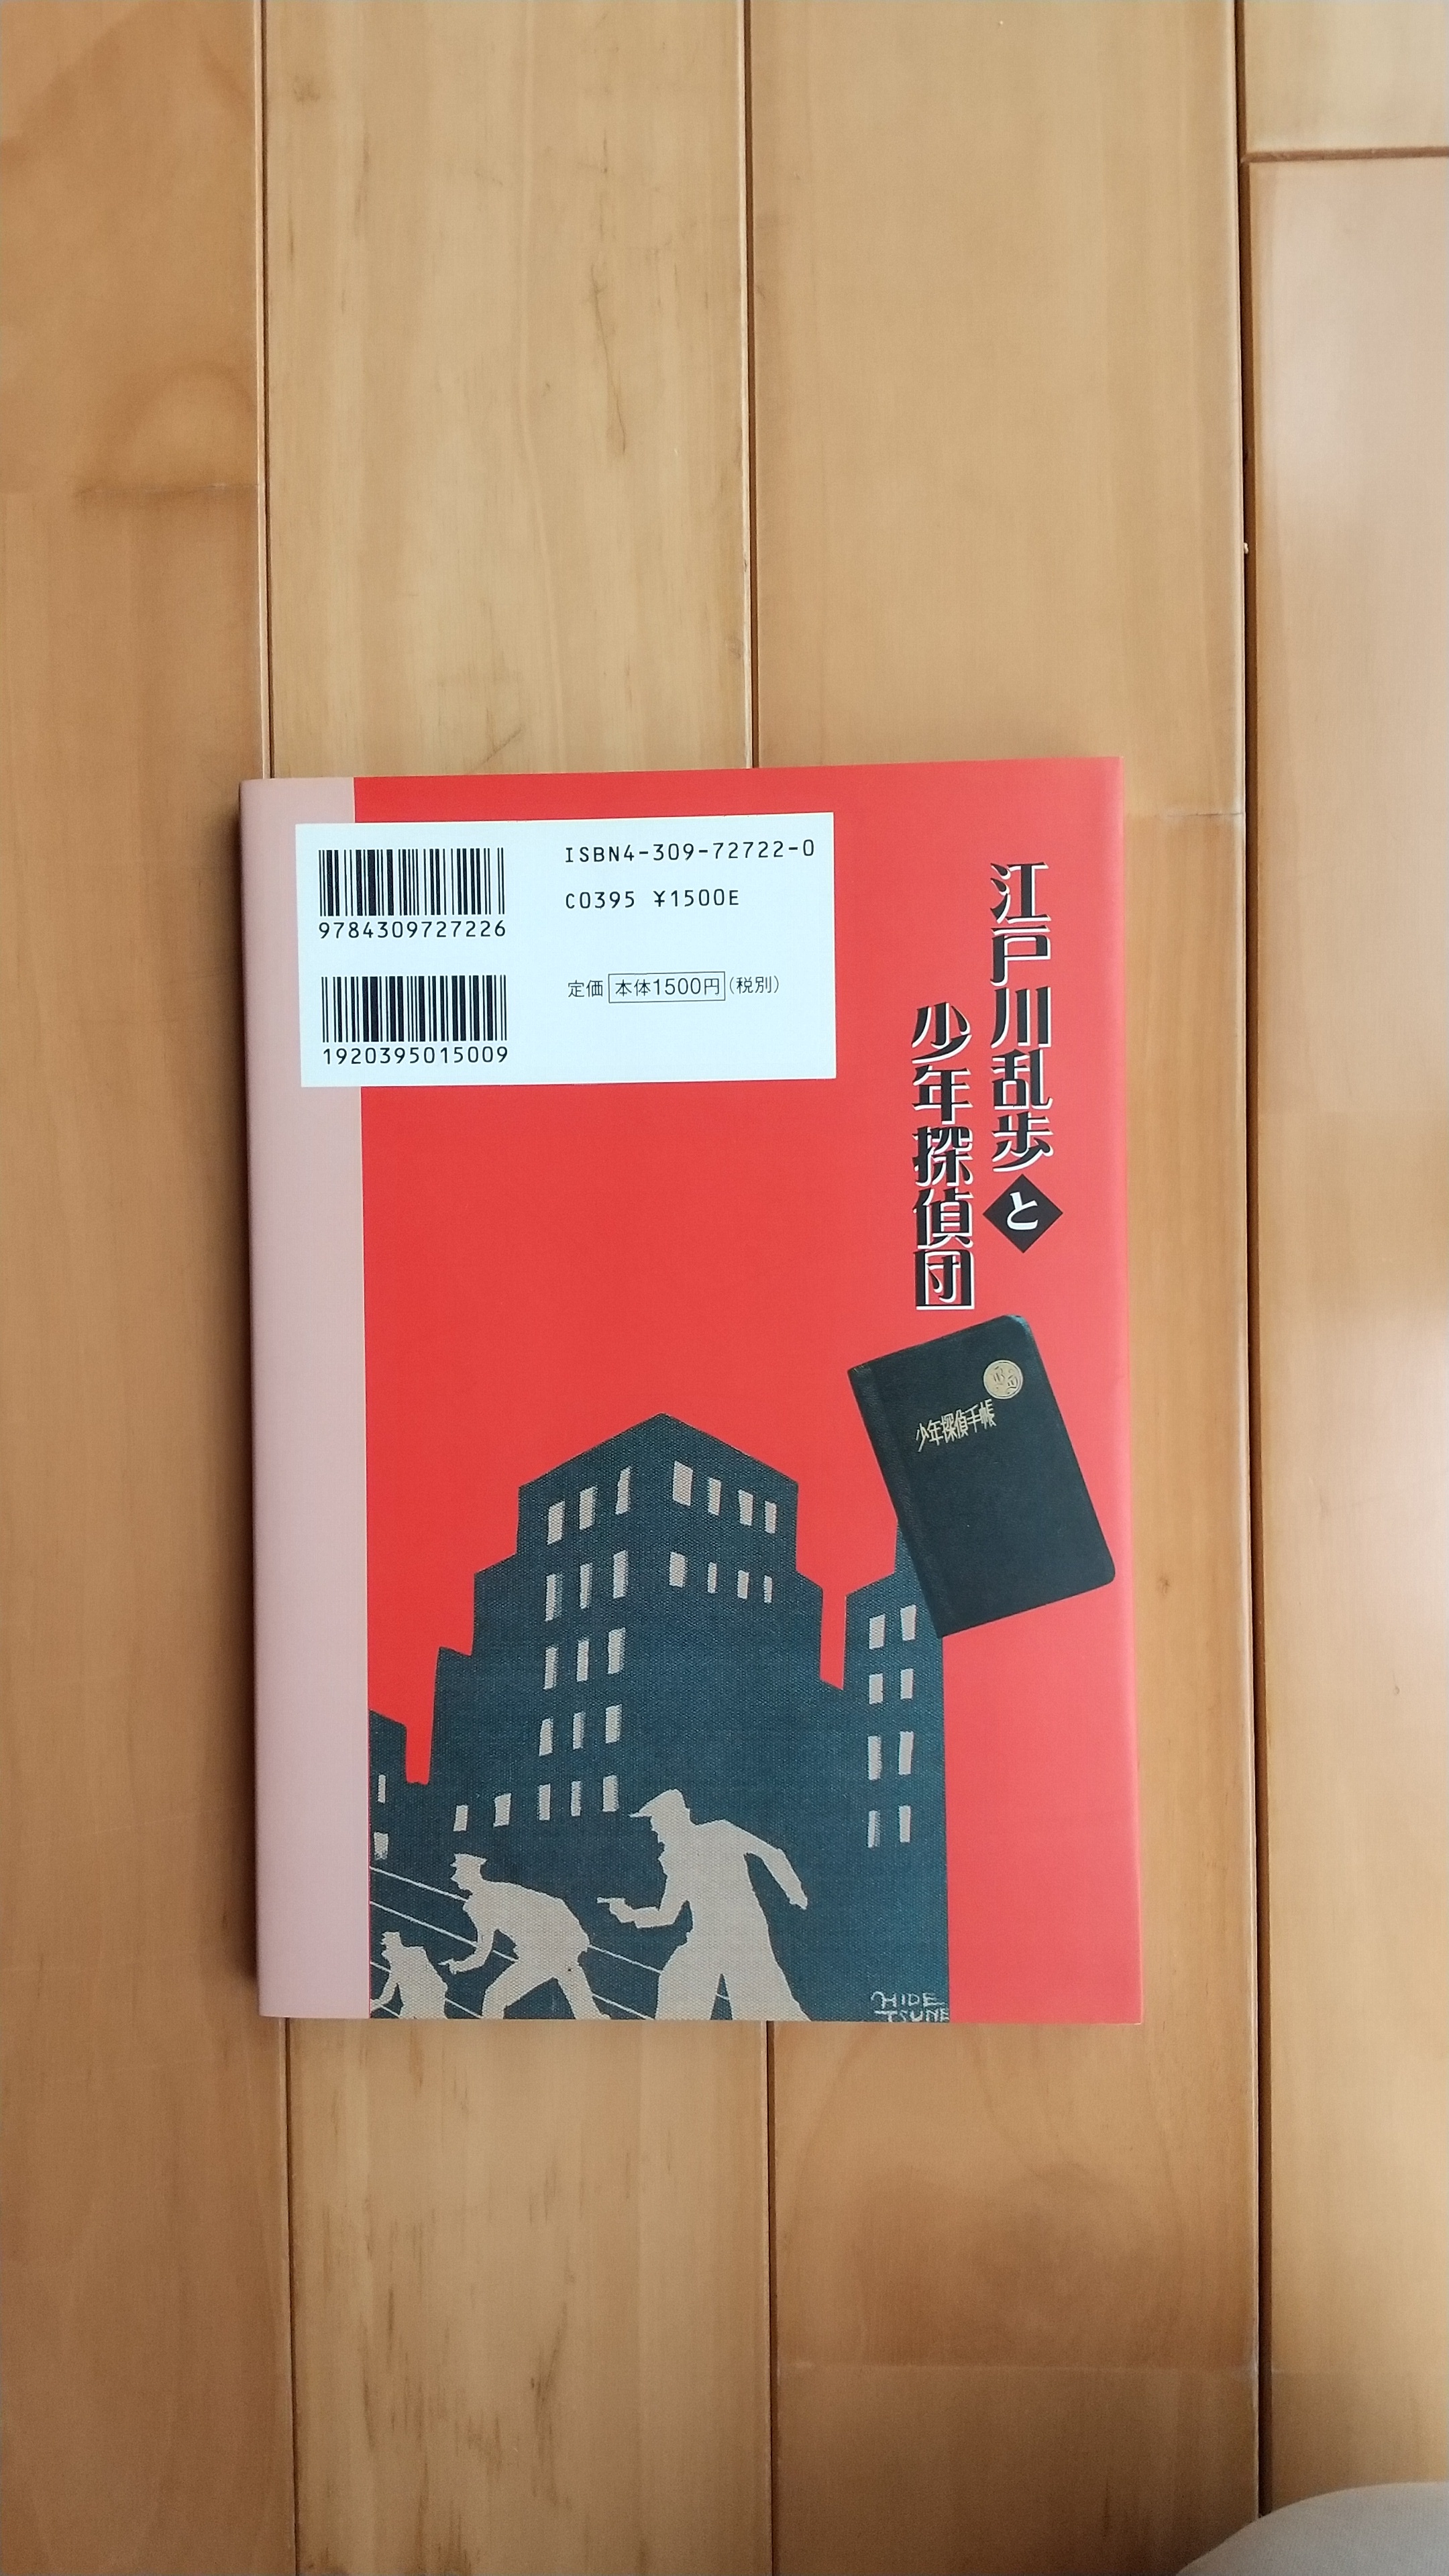 ISBN4-309-72722-0
C0395 ¥1500E
9784309727226
定価 本体1500円(税別)
1920395015009
江戸川乱歩と
少年探偵団
少年探偵手帳
HIDE
TSUNE